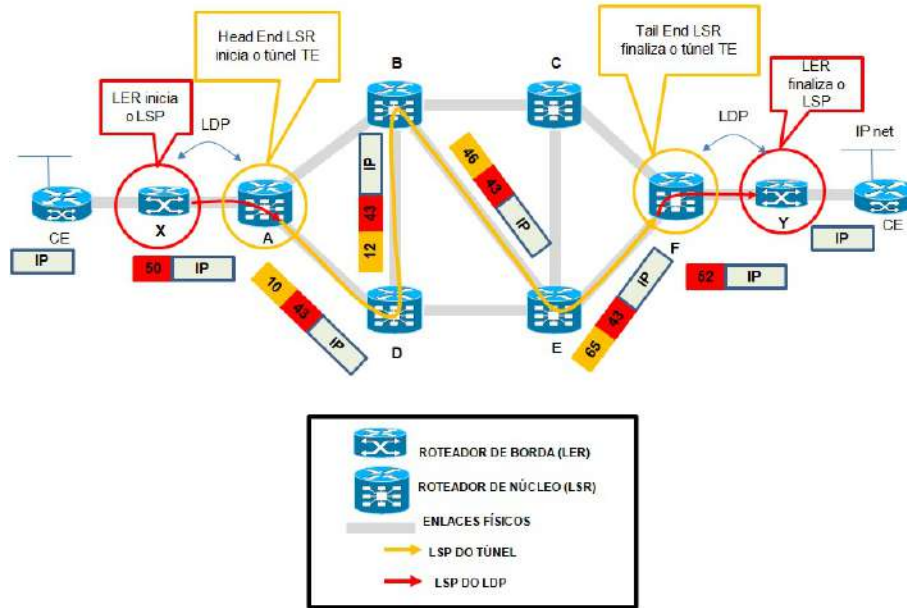 Head End LSR
inicia o túnel TE
Tail End LSR
finaliza o túnel TE
LER inicia
o LSP
LDP
B
C
LDP
LER
finaliza o
LSP
IP net
CE
IP
X
50 IP
A
10 43 IP
12 43 IP
D
46 43 IP
E
65 43 IP
F
52 IP
Y
IP
CE
ROTEADOR DE BORDA (LER)
ROTEADOR DE NÚCLEO (LSR)
ENLACES FÍSICOS
LSP DO TÚNEL
LSP DO LDP